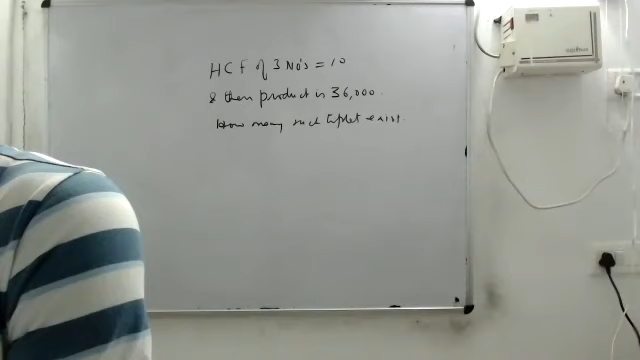 HCF of 3 No's = 10
& their product is 36,000.
How many such triplet exist.